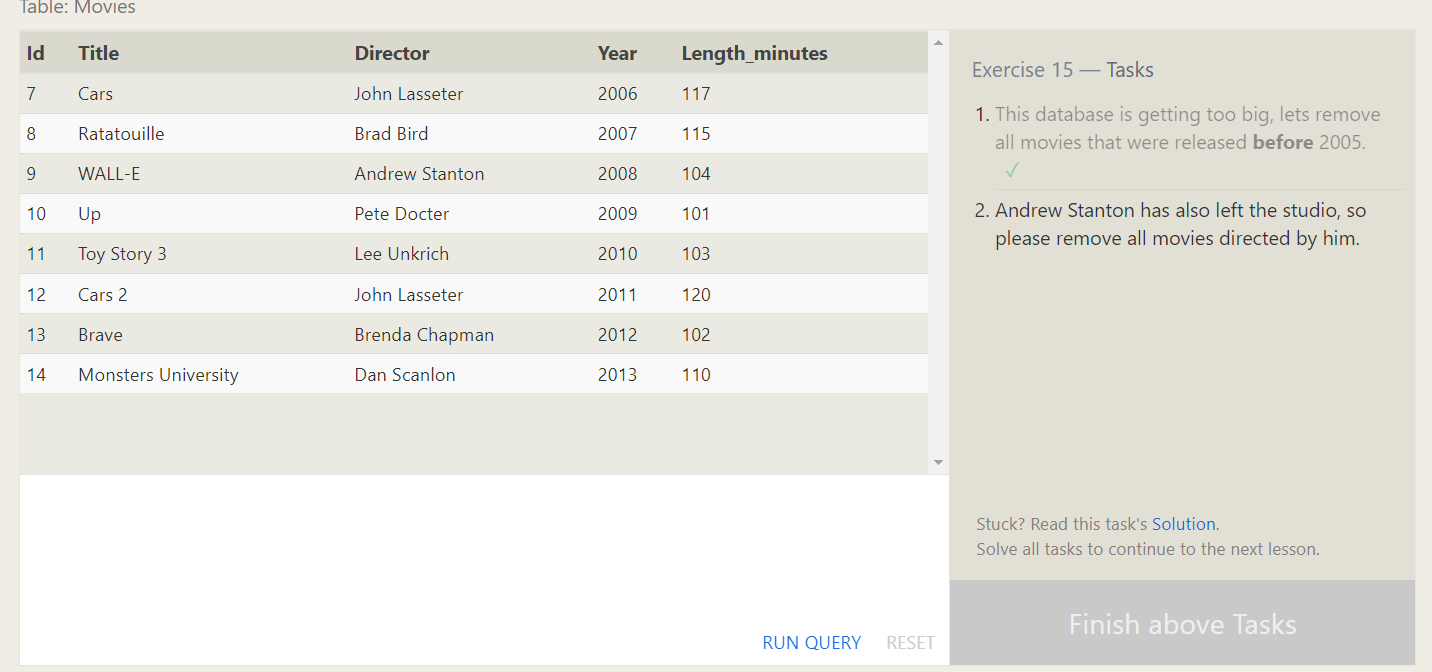 Table: Movies
Id Title Director Year Length_minutes
7 Cars John Lasseter 2006 117
8 Ratatouille Brad Bird 2007 115
9 WALL-E Andrew Stanton 2008 104
10 Up Pete Docter 2009 101
11 Toy Story 3 Lee Unkrich 2010 103
12 Cars 2 John Lasseter 2011 120
13 Brave Brenda Chapman 2012 102
14 Monsters University Dan Scanlon 2013 110
RUN QUERY RESET
Exercise 15 — Tasks
1. This database is getting too big, lets remove
all movies that were released before 2005.
✓
2. Andrew Stanton has also left the studio, so
please remove all movies directed by him.
Stuck? Read this task's Solution.
Solve all tasks to continue to the next lesson.
Finish above Tasks